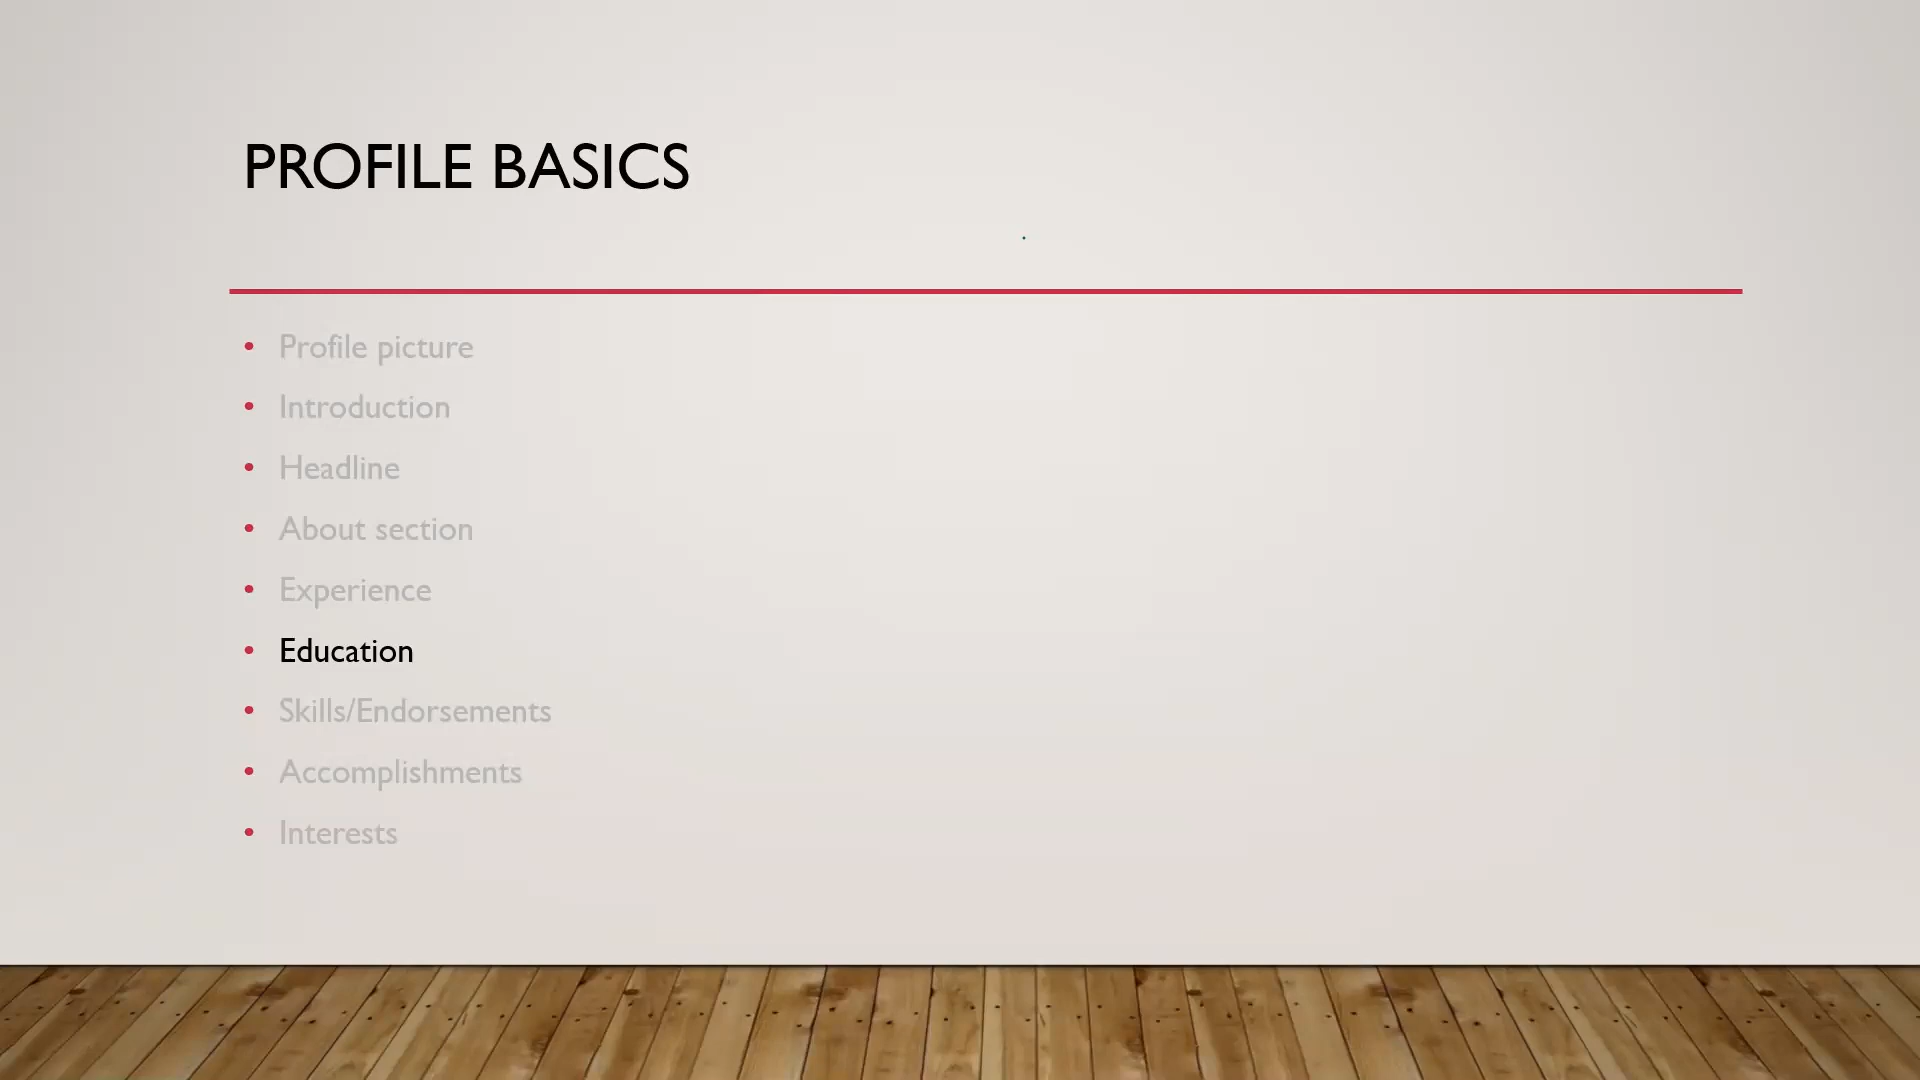 PROFILE BASICS
• Profile picture
• Introduction
• Headline
• About section
• Experience
• Education
• Skills/Endorsements
• Accomplishments
• Interests